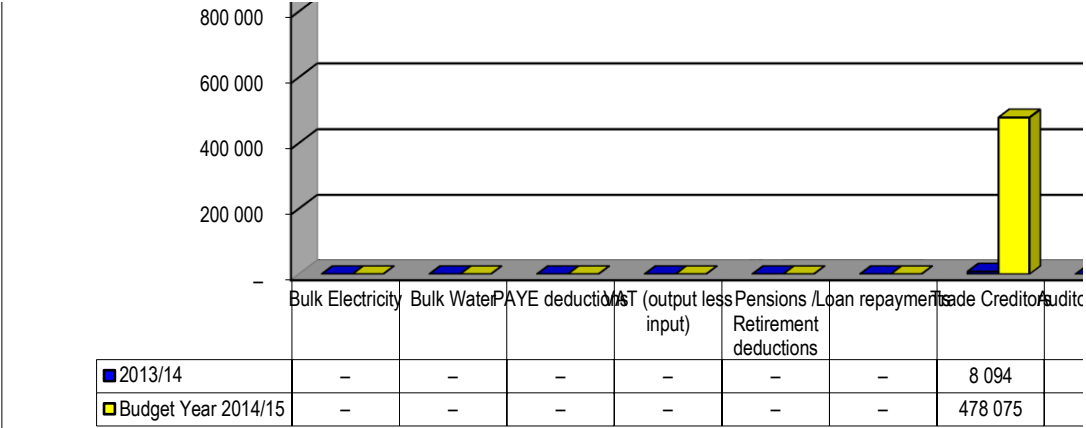 800 000
600 000
400 000
200 000
–
Bulk Electricity Bulk Water PAYE deductions VAT (output less input) Pensions / Retirement deductions Loan repayments Trade Creditors Audito
2013/14 – – – – – – 8 094
Budget Year 2014/15 – – – – – – 478 075